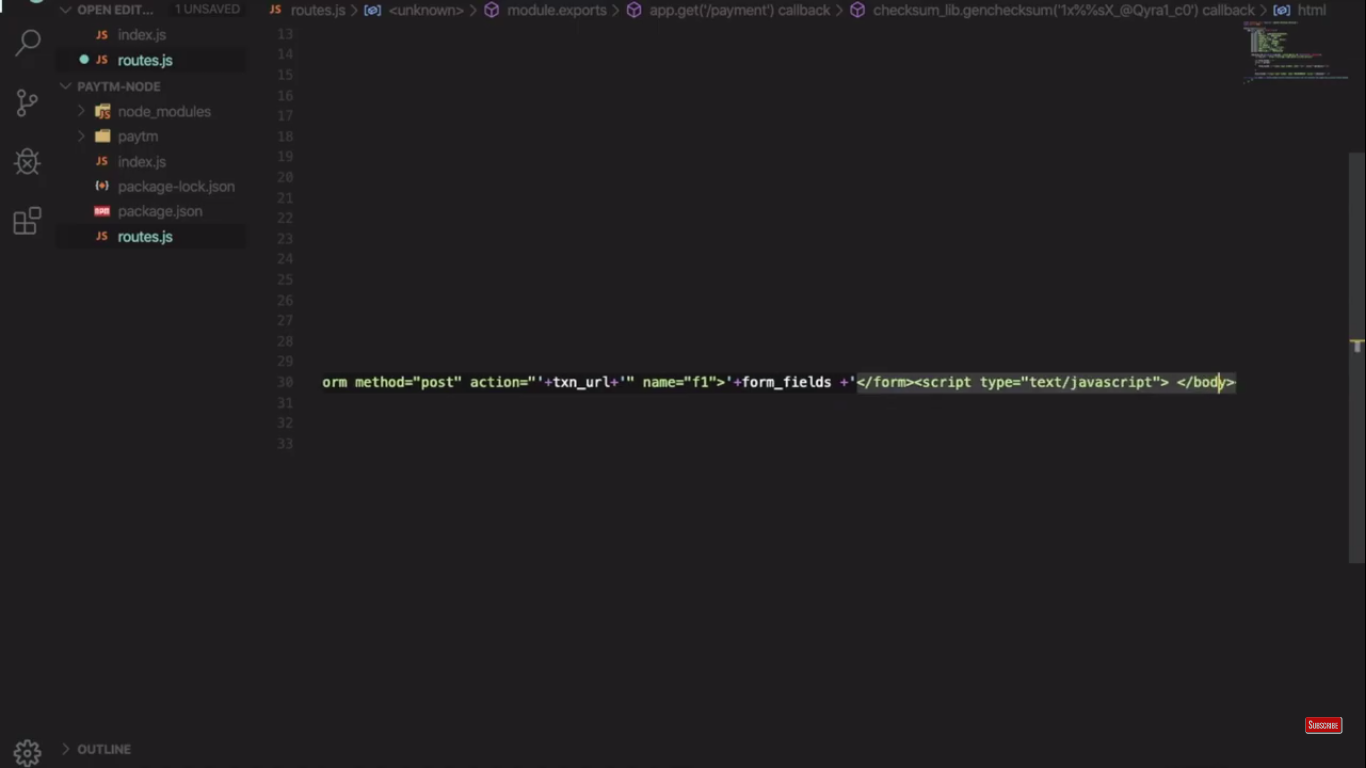 OPEN EDIT... 1 UNSAVED
JS routes.js > <unknown> > module.exports > app.get('/payment') callback > checksum_lib.genchecksum('1x%%sX_@Qyra1_c0') callback > html
JS index.js
JS routes.js
PAYTM-NODE
node_modules
paytm
JS index.js
package-lock.json
npm package.json
JS routes.js
13
14
15
16
17
18
19
20
21
22
23
24
25
26
27
28
29
30 orm method="post" action="'+txn_url+'" name="f1">'+form_fields +'</form><script type="text/javascript"> </body>
31
32
33
SUBSCRIBE
OUTLINE